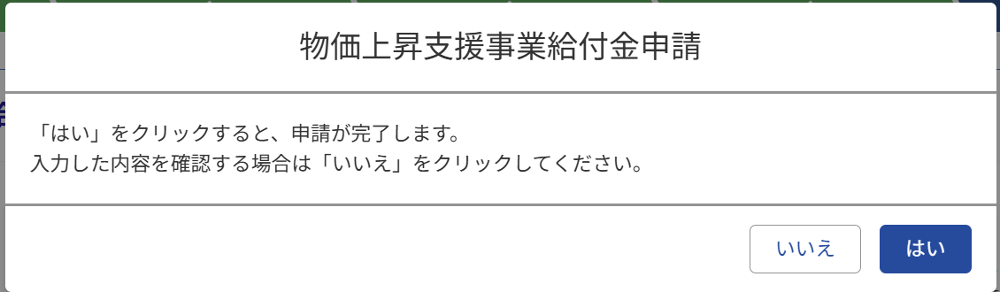 物価上昇支援事業給付金申請
「はい」をクリックすると、申請が完了します。
入力した内容を確認する場合は「いいえ」をクリックしてください。
いいえ
はい